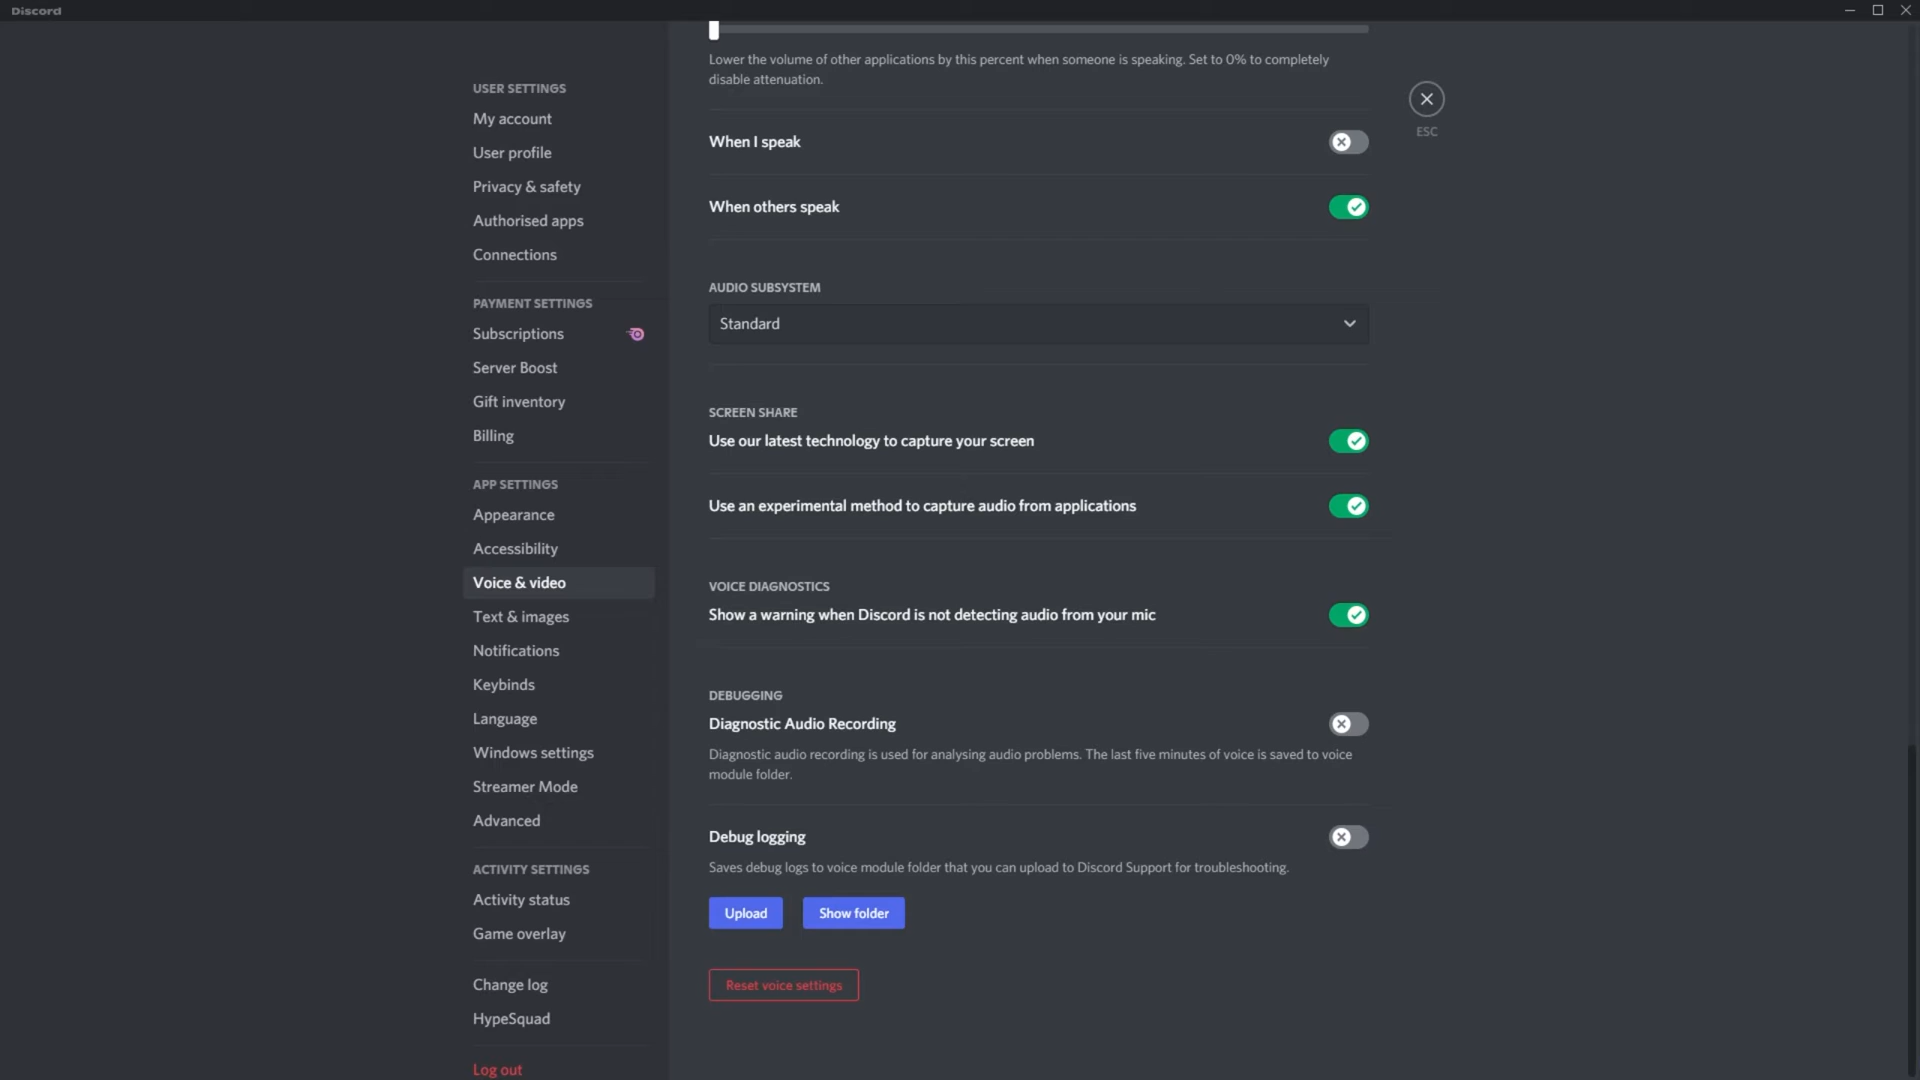 Discord
USER SETTINGS
My account
User profile
Privacy & safety
Authorised apps
Connections
PAYMENT SETTINGS
Subscriptions
Server Boost
Gift inventory
Billing
APP SETTINGS
Appearance
Accessibility
Voice & video
Text & images
Notifications
Keybinds
Language
Windows settings
Streamer Mode
Advanced
ACTIVITY SETTINGS
Activity status
Game overlay
Change log
HypeSquad
Log out
Lower the volume of other applications by this percent when someone is speaking. Set to 0% to completely
disable attenuation.
When I speak
When others speak
AUDIO SUBSYSTEM
Standard
SCREEN SHARE
Use our latest technology to capture your screen
Use an experimental method to capture audio from applications
VOICE DIAGNOSTICS
Show a warning when Discord is not detecting audio from your mic
DEBUGGING
Diagnostic Audio Recording
Diagnostic audio recording is used for analysing audio problems. The last five minutes of voice is saved to voice
module folder.
Debug logging
Saves debug logs to voice module folder that you can upload to Discord Support for troubleshooting.
Upload
Show folder
Reset voice settings
ESC